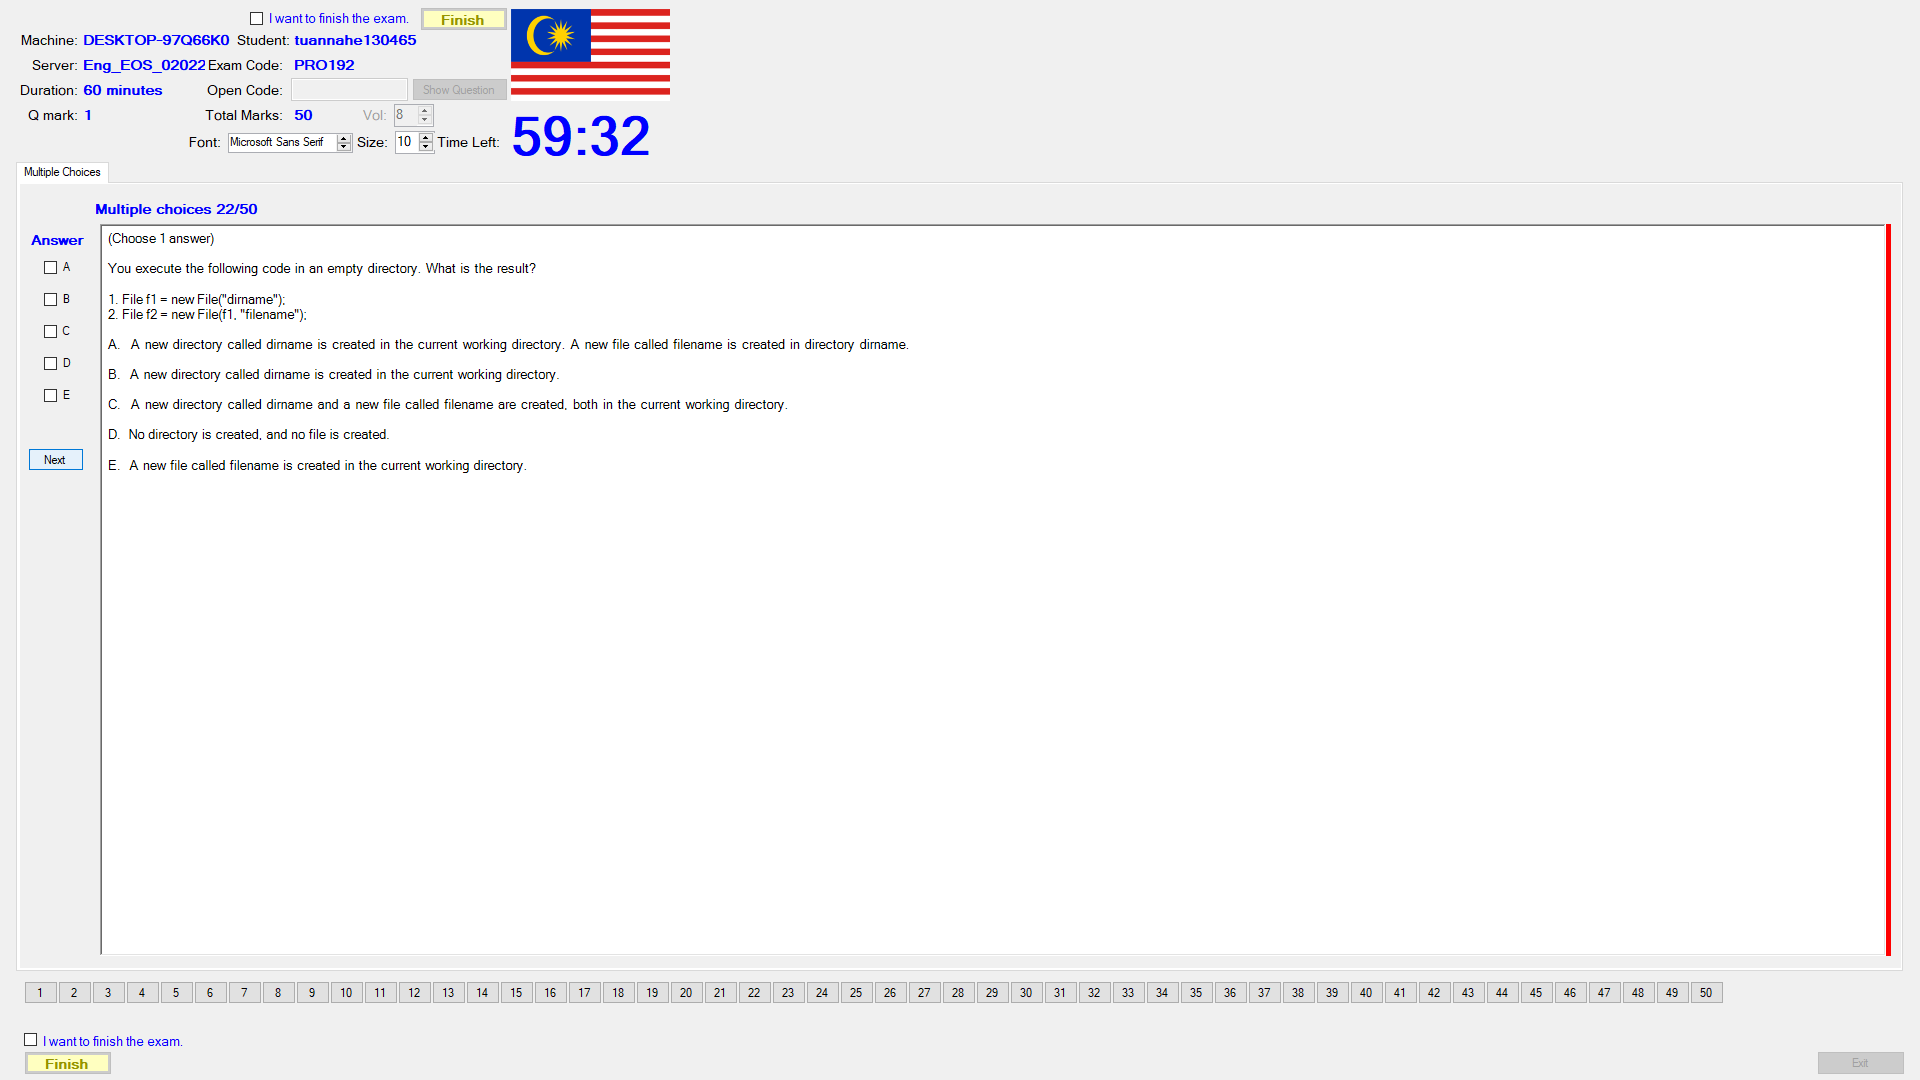 I want to finish the exam.
Finish
Machine: DESKTOP-97Q66K0 Student: tuannahe130465
Server: Eng_EOS_02022 Exam Code: PRO192
Duration: 60 minutes Open Code: Show Question
Q mark: 1 Total Marks: 50 Vol: 8
Font: Microsoft Sans Serif Size: 10 Time Left: 59:32
Multiple Choices
Multiple choices 22/50
Answer
A
B
C
D
E
Next
(Choose 1 answer)
You execute the following code in an empty directory. What is the result?
1. File f1 = new File("dirname");
2. File f2 = new File(f1, "filename");
A. A new directory called dirname is created in the current working directory. A new file called filename is created in directory dirname.
B. A new directory called dirname is created in the current working directory.
C. A new directory called dirname and a new file called filename are created, both in the current working directory.
D. No directory is created, and no file is created.
E. A new file called filename is created in the current working directory.
1 2 3 4 5 6 7 8 9 10 11 12 13 14 15 16 17 18 19 20 21 22 23 24 25 26 27 28 29 30 31 32 33 34 35 36 37 38 39 40 41 42 43 44 45 46 47 48 49 50
I want to finish the exam.
Finish
Exit